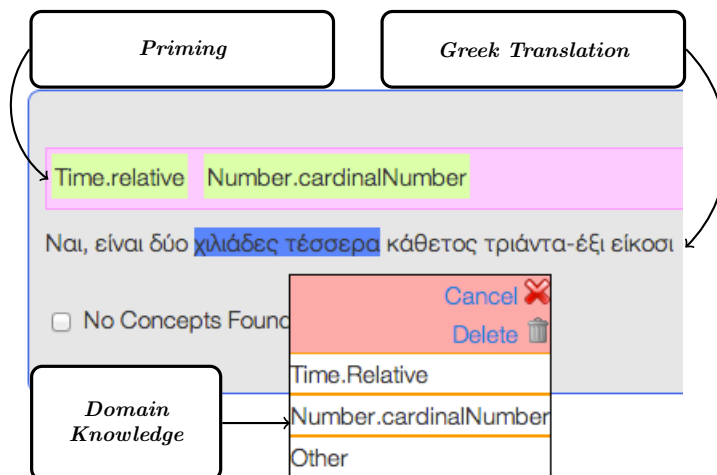 Priming
Greek Translation
Time.relative Number.cardinalNumber
Ναι, είναι δύο χιλιάδες τέσσερα κάθετος τριάντα-έξι είκοσι
No Concepts Found
Cancel
Delete
Time.Relative
Number.cardinalNumber
Other
Domain
Knowledge